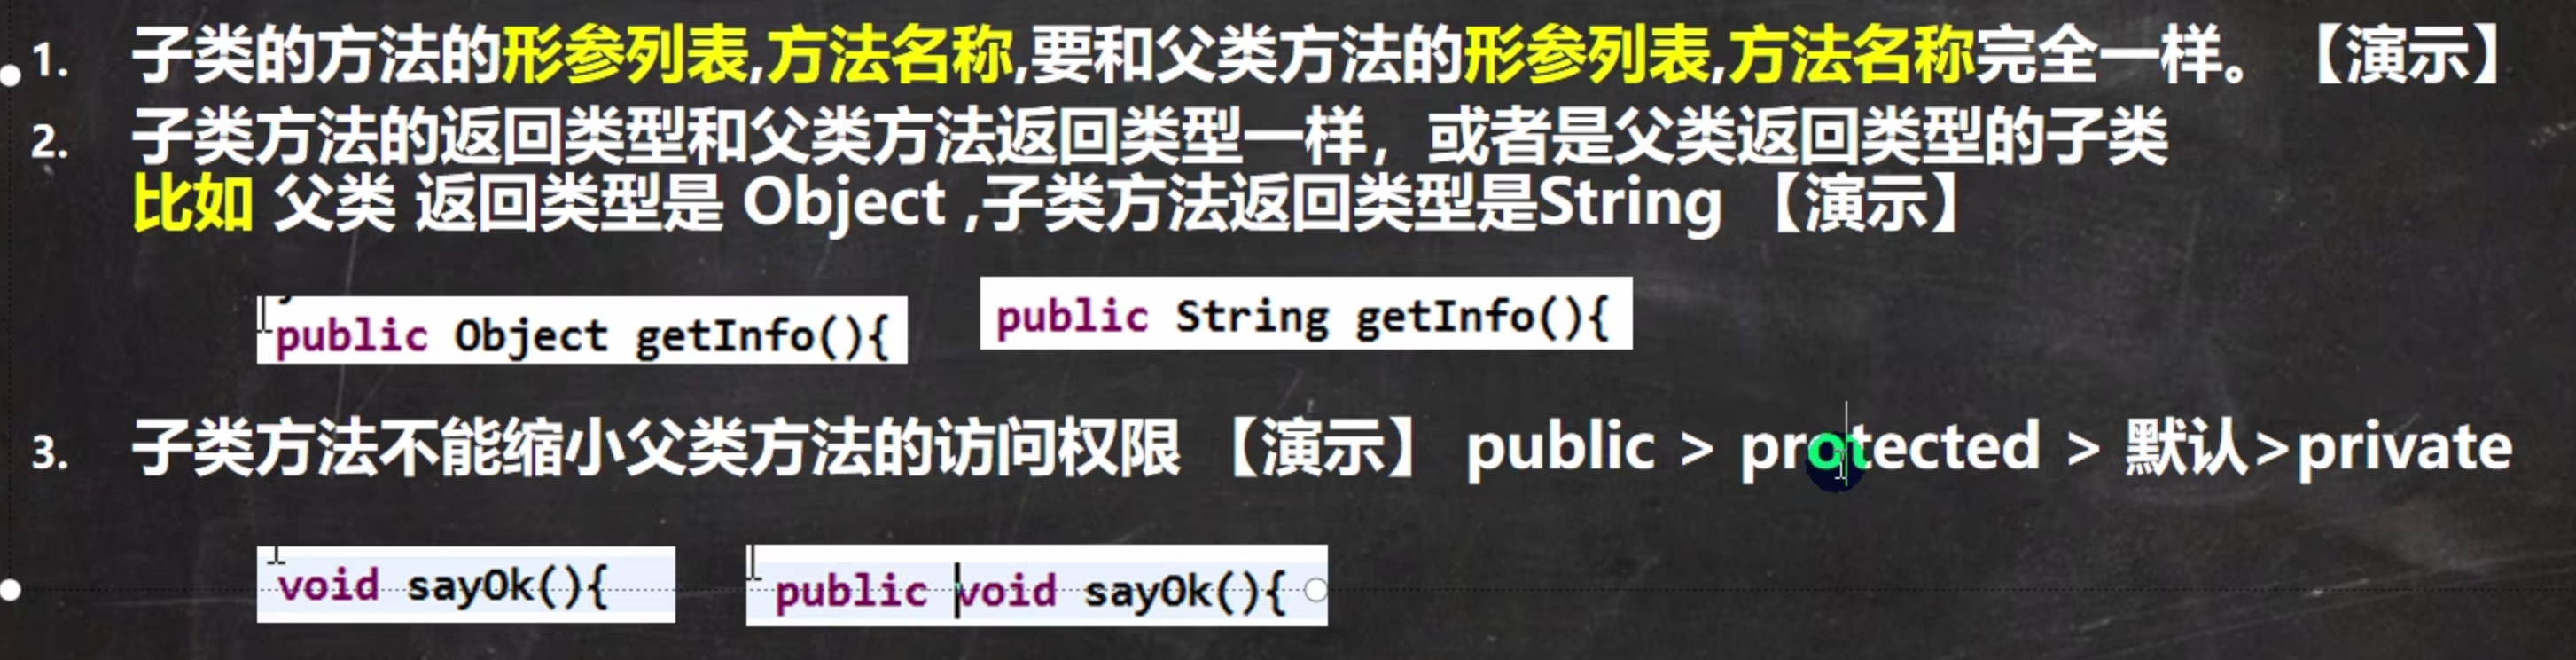 1. 子类的方法的形参列表,方法名称,要和父类方法的形参列表,方法名称完全一样。【演示】
2. 子类方法的返回类型和父类方法返回类型一样，或者是父类返回类型的子类
比如 父类 返回类型是 Object ,子类方法返回类型是String 【演示】
public Object getInfo(){
public String getInfo(){
3. 子类方法不能缩小父类方法的访问权限 【演示】 public > protected > 默认>private
void sayOk(){
public void sayOk(){